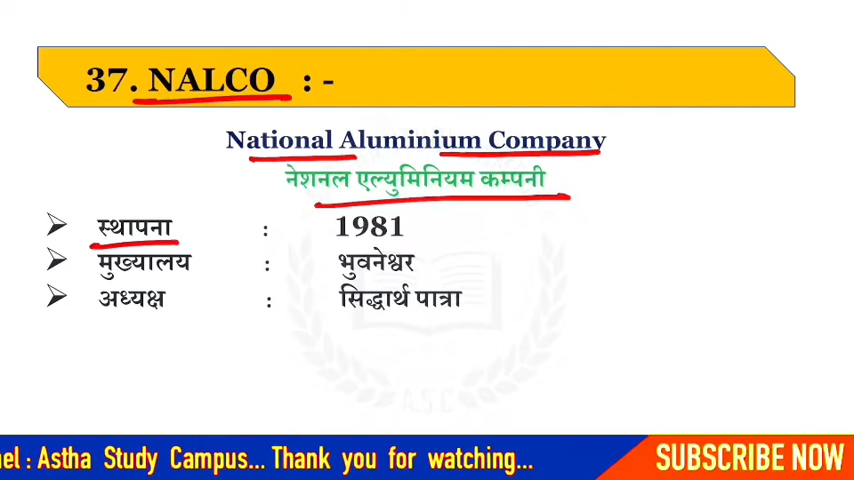 37. NALCO : -
National Aluminium Company
नेशनल एल्युमिनियम कम्पनी
स्थापना : 1981
मुख्यालय : भुवनेश्वर
अध्यक्ष : सिद्धार्थ पात्रा
A S C
nel : Astha Study Campus... Thank you for watching...
SUBSCRIBE NOW